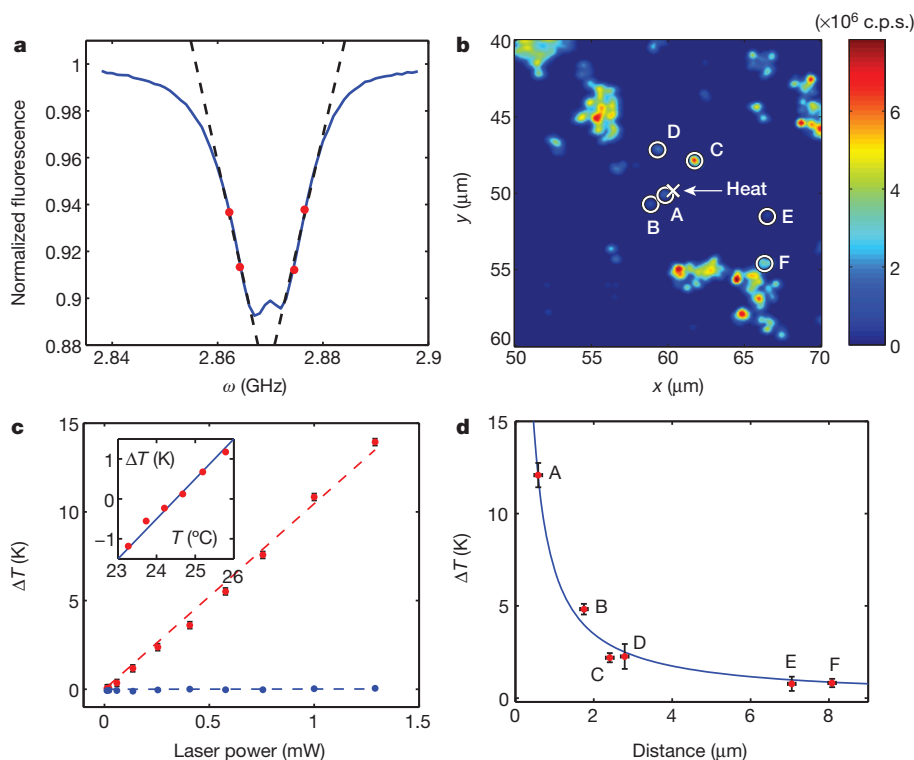 a
Normalized fluorescence
1
0.98
0.96
0.94
0.92
0.9
0.88
2.84 2.86 2.88 2.9
ω (GHz)
b
(×10⁶ c.p.s.)
y (μm)
40
45
50
55
60
50 55 60 65 70
x (μm)
D
C
Heat
A
B
E
F
8
6
4
2
0
c
ΔT (K)
15
10
5
0
0 0.5 1.0 1.5
Laser power (mW)
ΔT (K)
1
0
−1
T (°C)
23 24 25 26
d
ΔT (K)
15
10
5
0
0 2 4 6 8
Distance (μm)
A
B
C
D
E
F